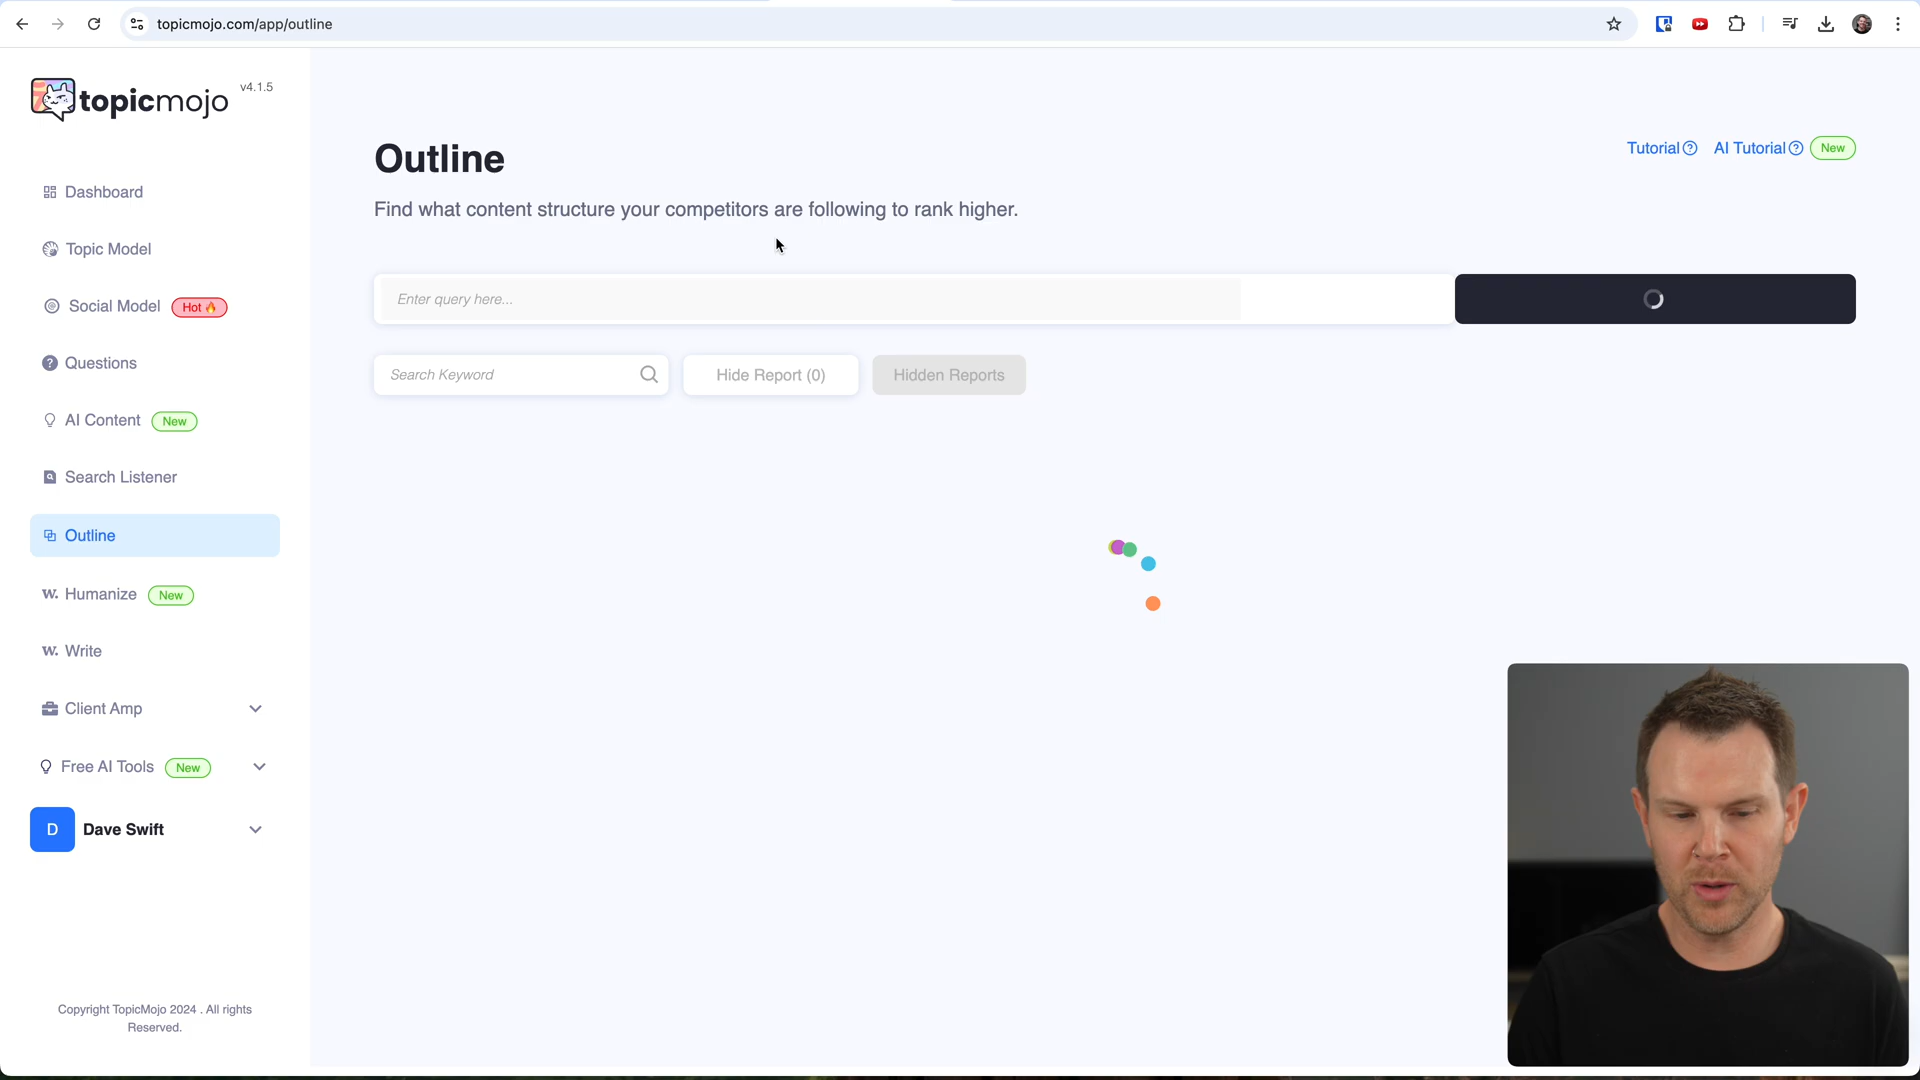 topicmojo.com/app/outline
topicmojo v4.1.5
Dashboard
Topic Model
Social Model Hot
Questions
AI Content New
Search Listener
Outline
Humanize New
Write
Client Amp
Free AI Tools New
D Dave Swift
Copyright TopicMojo 2024 . All rights
Reserved.
Outline
Tutorial AI Tutorial New
Find what content structure your competitors are following to rank higher.
Enter query here...
Search Keyword Hide Report (0) Hidden Reports